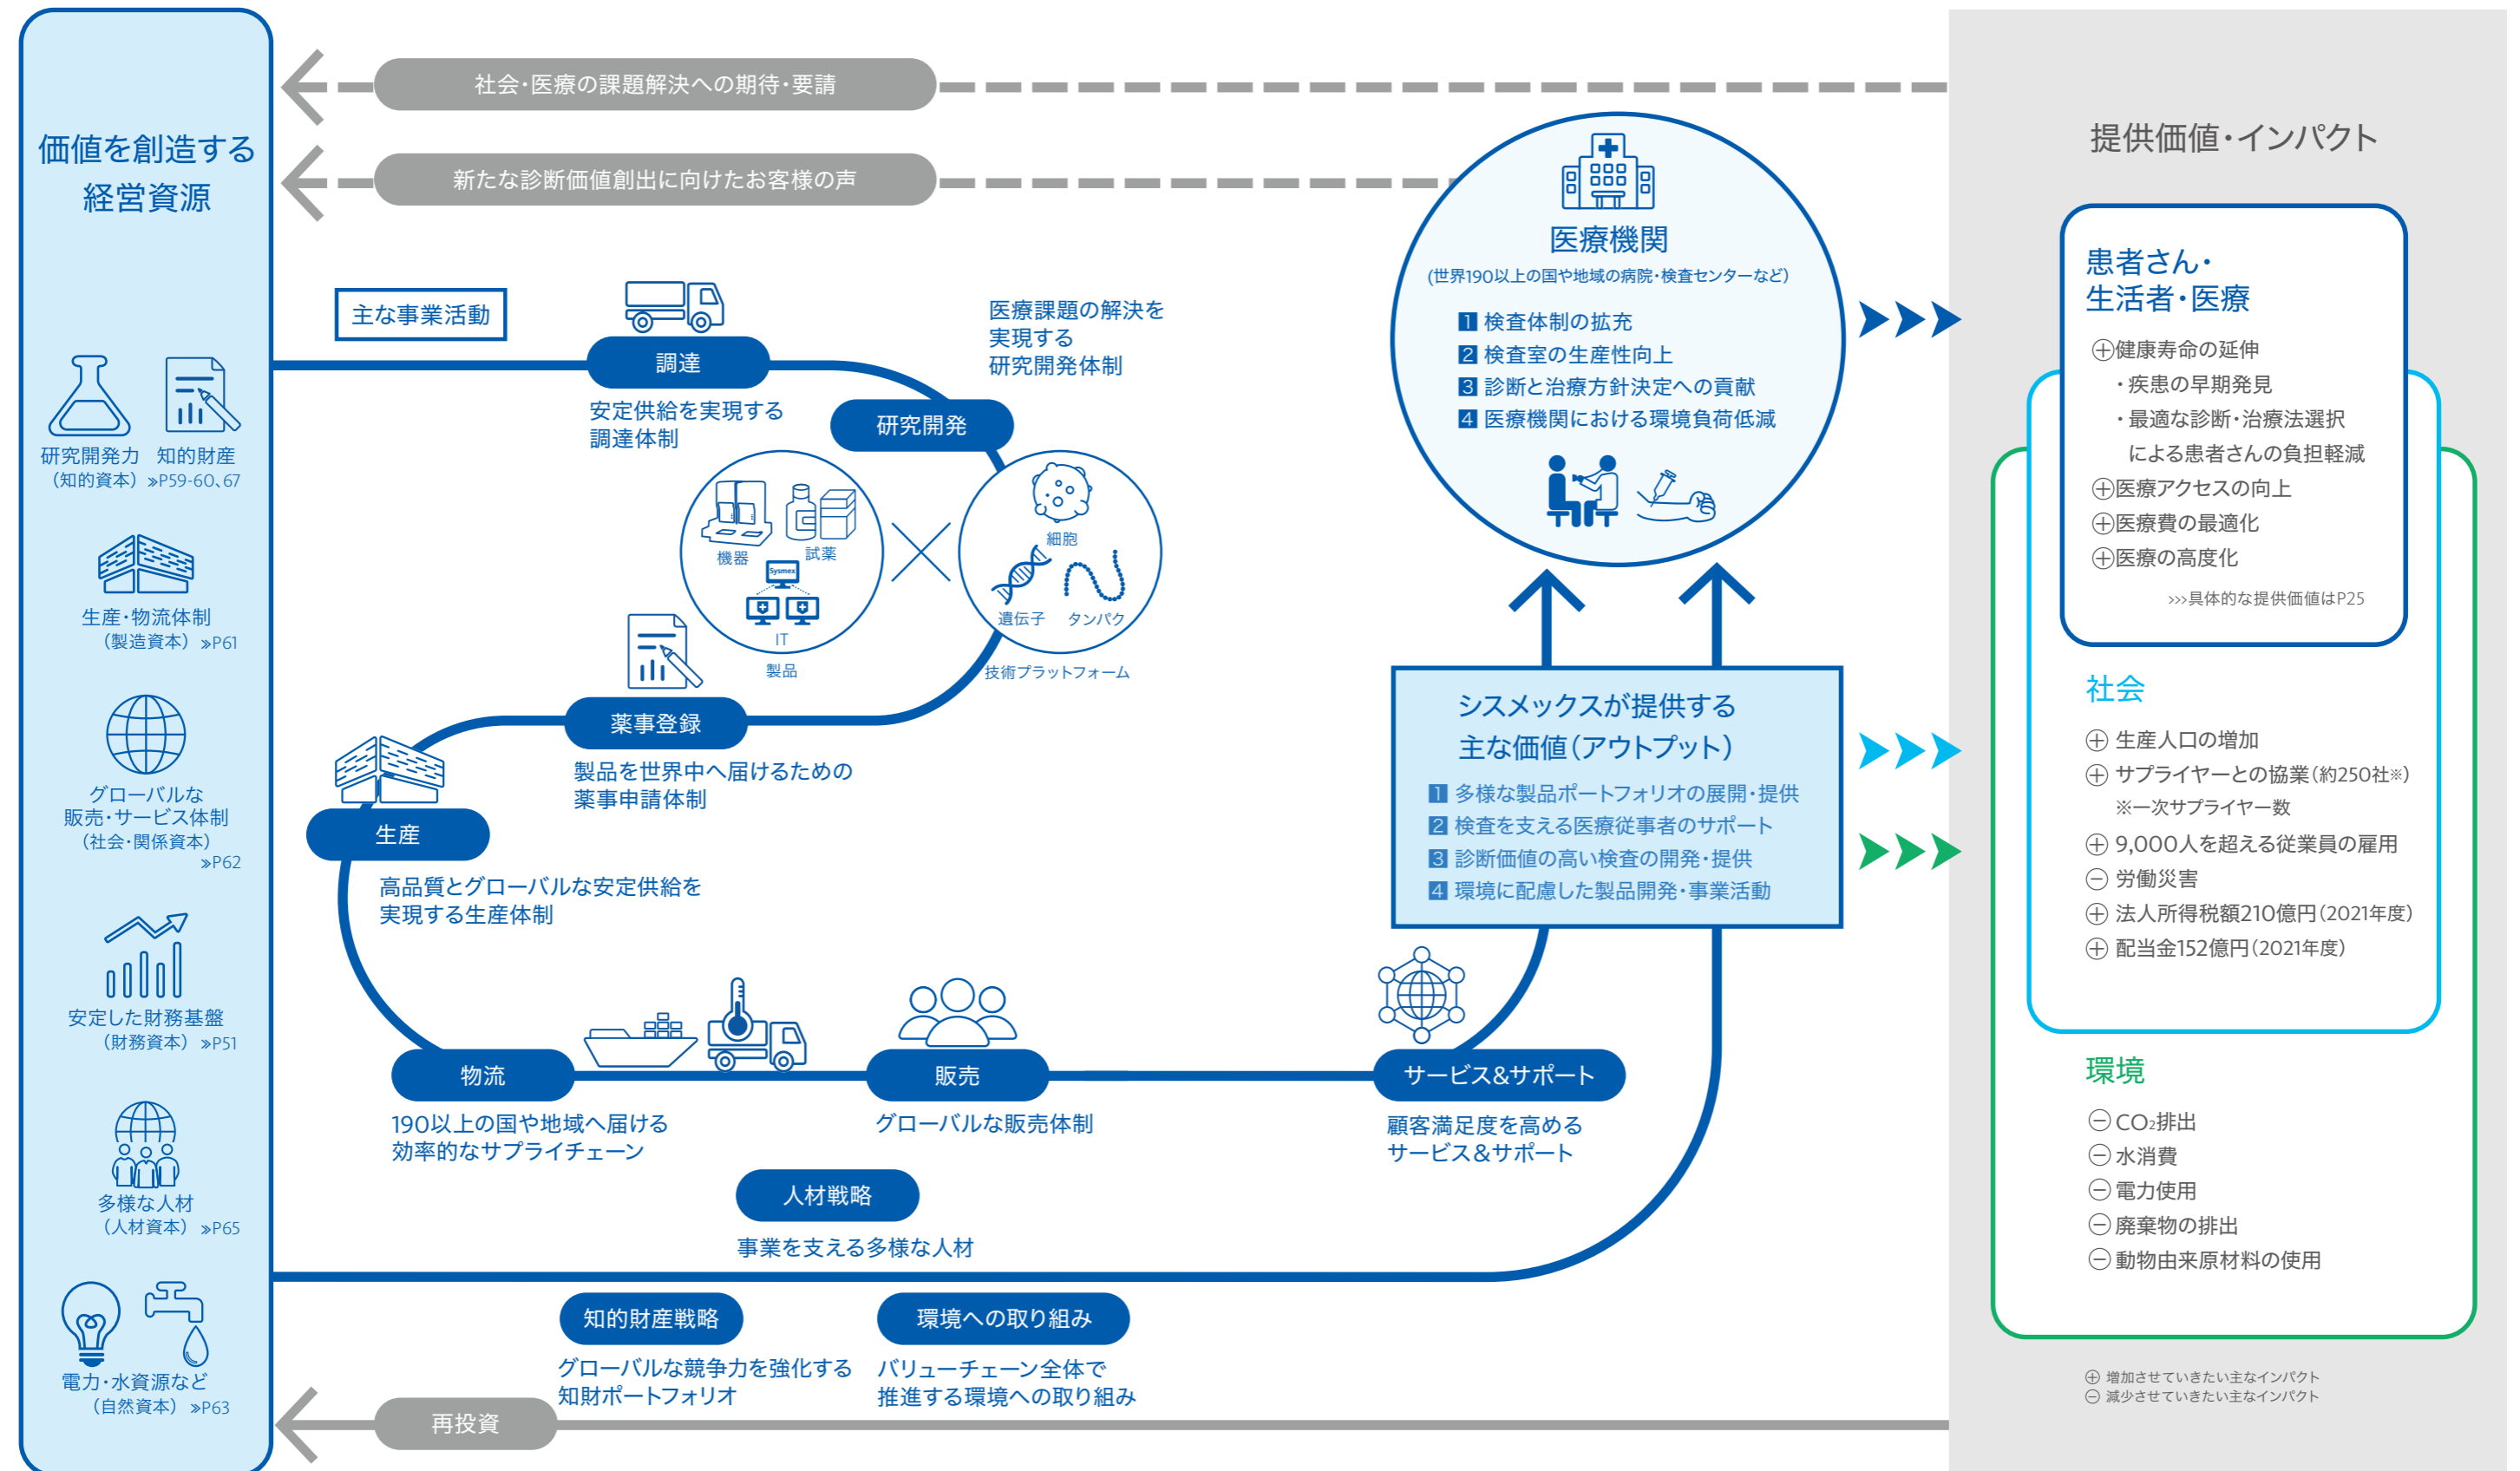 価値を創造する
経営資源
研究開発力
(知的資本)
知的財産
≫P59-60、67
生産・物流体制
(製造資本) ≫P61
グローバルな
販売・サービス体制
(社会・関係資本)
≫P62
安定した財務基盤
(財務資本) ≫P51
多様な人材
(人材資本) ≫P65
電力・水資源など
(自然資本) ≫P63
社会・医療の課題解決への期待・要請
新たな診断価値創出に向けたお客様の声
主な事業活動
調達
安定供給を実現する
調達体制
医療課題の解決を
実現する
研究開発体制
研究開発
機器
試薬
Sysmex
IT
製品
細胞
遺伝子
タンパク
技術プラットフォーム
薬事登録
製品を世界中へ届けるための
薬事申請体制
生産
高品質とグローバルな安定供給を
実現する生産体制
物流
190以上の国や地域へ届ける
効率的なサプライチェーン
販売
グローバルな販売体制
サービス&サポート
顧客満足度を高める
サービス&サポート
人材戦略
事業を支える多様な人材
知的財産戦略
グローバルな競争力を強化する
知財ポートフォリオ
環境への取り組み
バリューチェーン全体で
推進する環境への取り組み
再投資
医療機関
(世界190以上の国や地域の病院・検査センターなど)
1 検査体制の拡充
2 検査室の生産性向上
3 診断と治療方針決定への貢献
4 医療機関における環境負荷低減
システメックスが提供する
主な価値(アウトプット)
1 多様な製品ポートフォリオの展開・提供
2 検査を支える医療従事者のサポート
3 診断価値の高い検査の開発・提供
4 環境に配慮した製品開発・事業活動
提供価値・インパクト
患者さん・
生活者・医療
⊕健康寿命の延伸
・疾患の早期発見
・最適な診断・治療法選択
による患者さんの負担軽減
⊕医療アクセスの向上
⊕医療費の最適化
⊕医療の高度化
>>>具体的な提供価値はP25
社会
⊕ 生産人口の増加
⊕ サプライヤーとの協業(約250社※)
※一次サプライヤー数
⊕ 9,000人を超える従業員の雇用
⊖ 労働災害
⊕ 法人所得税額210億円(2021年度)
⊕ 配当金152億円(2021年度)
環境
⊖CO₂排出
⊖水消費
⊖電力使用
⊖廃棄物の排出
⊖動物由来原材料の使用
⊕ 増加させていきたい主なインパクト
⊖ 減少させていきたい主なインパクト